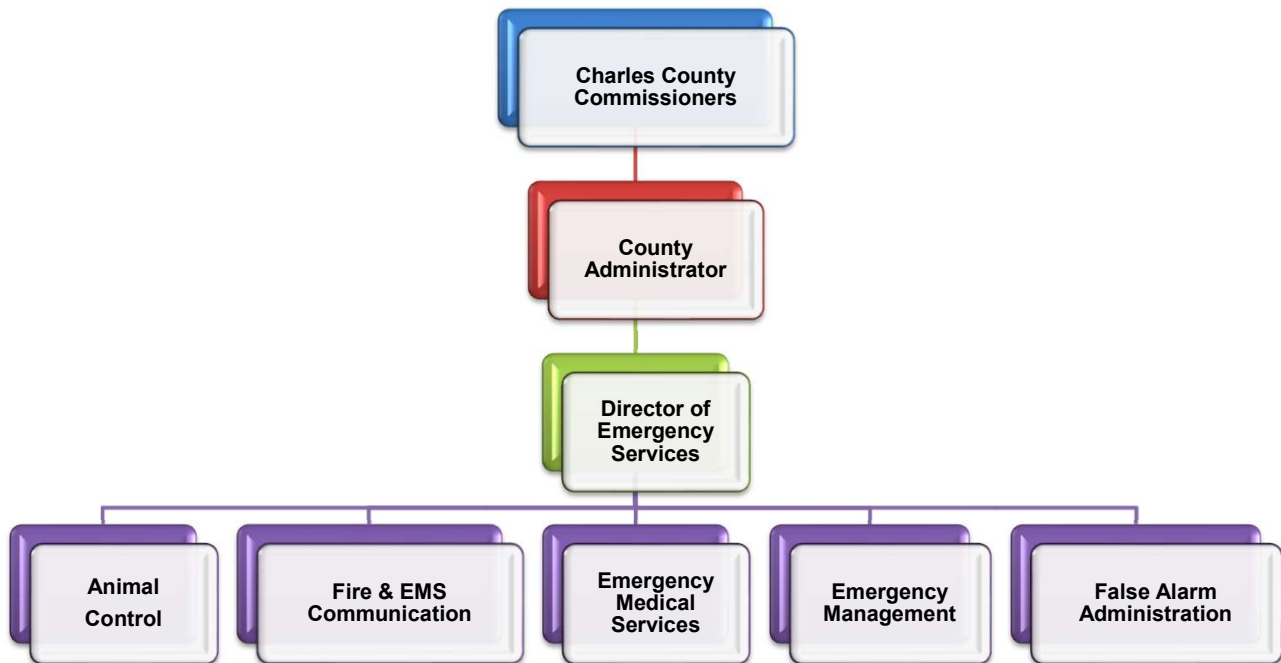 Charles County
Commissioners
County
Administrator
Director of
Emergency
Services
Animal
Control
Fire & EMS
Communication
Emergency
Medical
Services
Emergency
Management
False Alarm
Administration